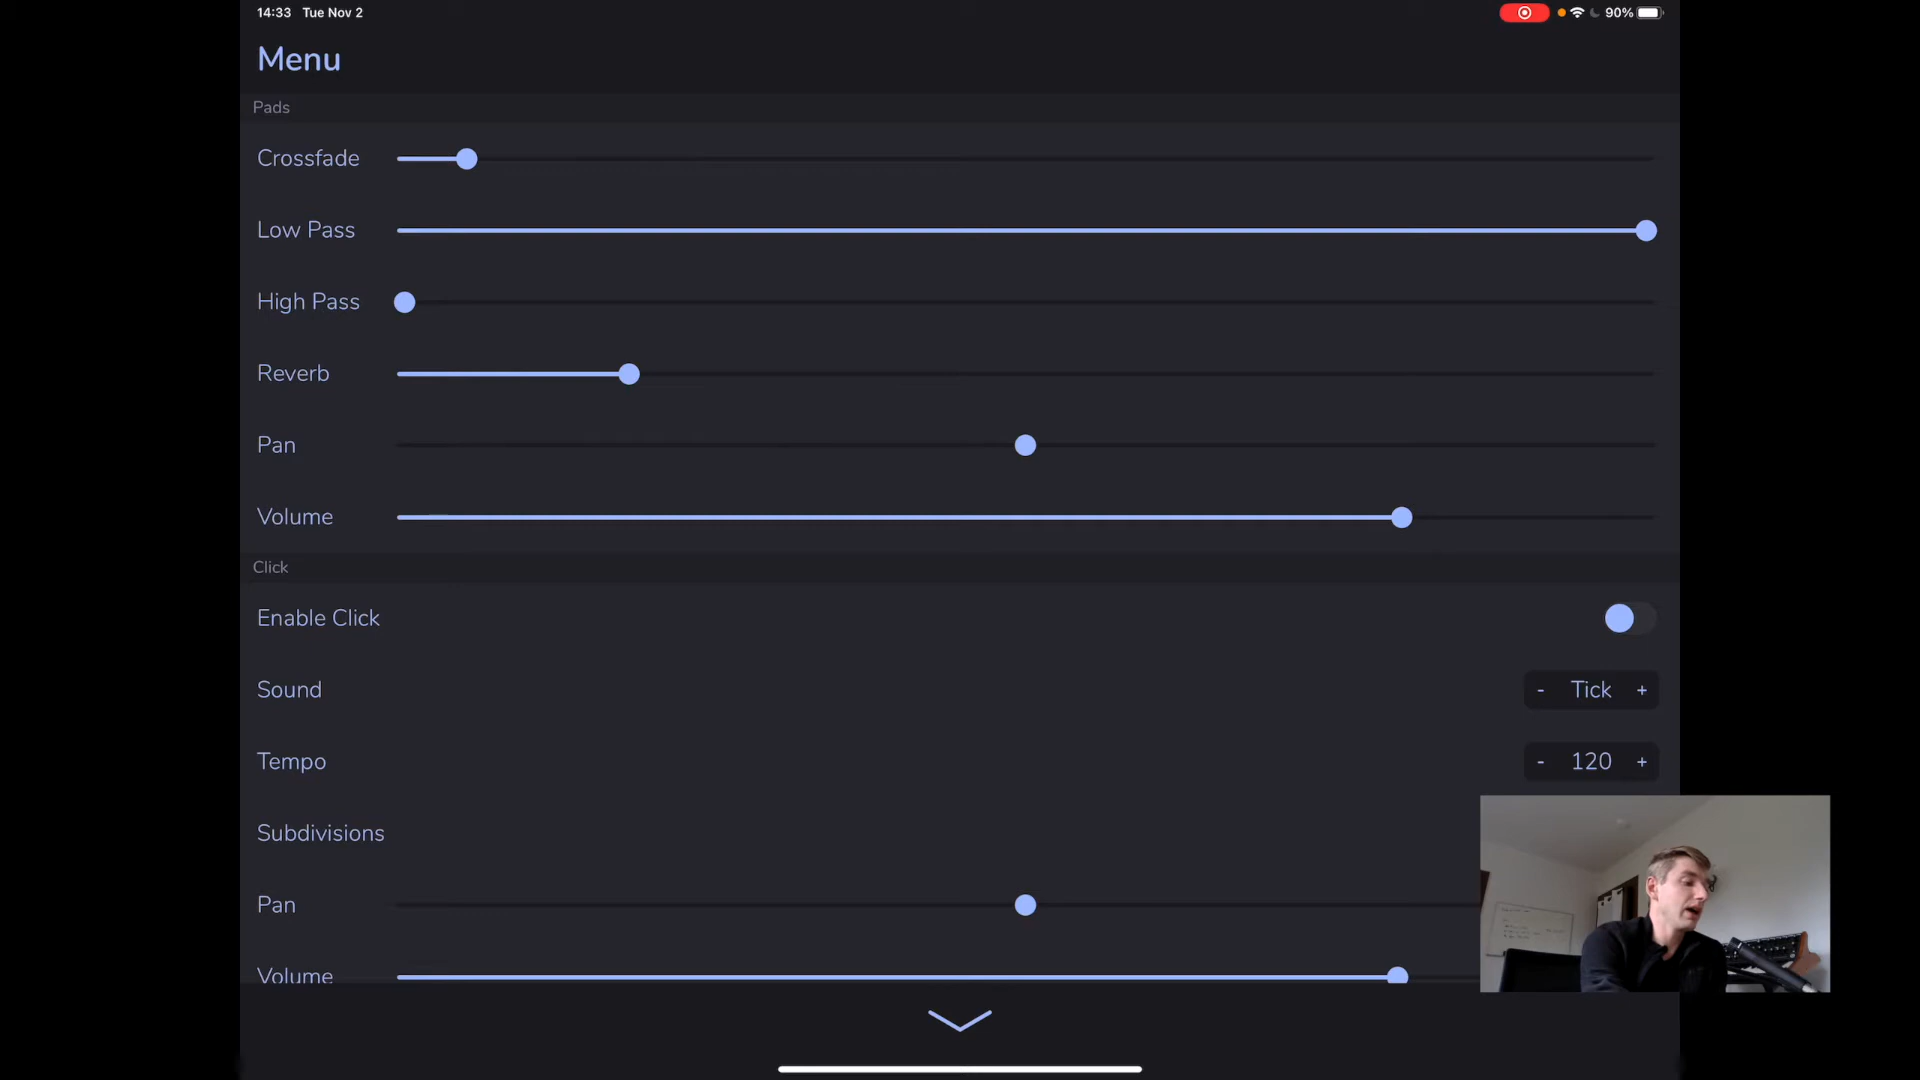 14:33 Tue Nov 2
90%
Menu
Pads
Crossfade
Low Pass
High Pass
Reverb
Pan
Volume
Click
Enable Click
Sound
- Tick +
Tempo
- 120 +
Subdivisions
Pan
Volume